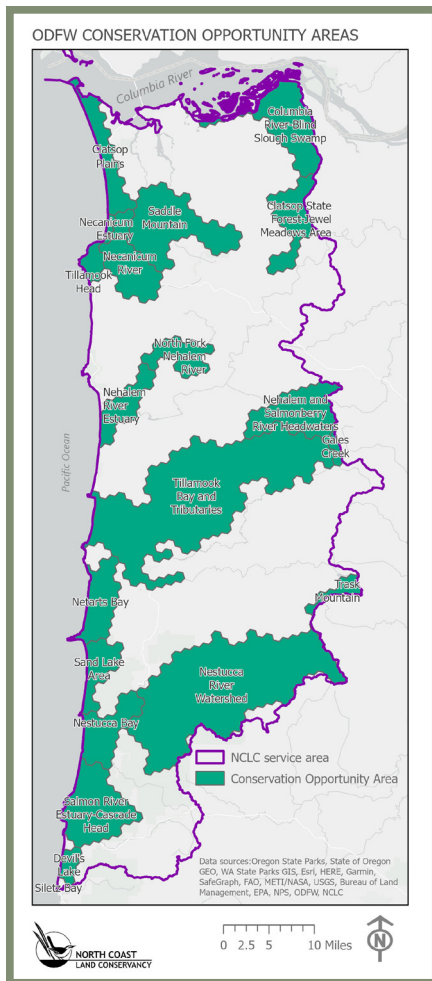 ODFW CONSERVATION OPPORTUNITY AREAS
Columbia River
Columbia
River-Blind
Slough Swamp
Clatsop
Plains
Saddle
Mountain
Clatsop State
Forest-Jewel
Meadows Area
Necanicum
Estuary
Necanicum
River
Tillamook
Head
North Fork
Nehalem
River
Nehalem
River
Estuary
Nehalem and
Salmonberry
River Headwaters
Gales
Creek
Pacific Ocean
Tillamook
Bay and
Tributaries
Trask
Mountain
Netarts Bay
Sand Lake
Area
Nestucca
River
Watershed
Nestucca Bay
NCLC service area
Conservation Opportunity Area
Salmon River
Estuary-Cascade
Head
Devil's
Lake
Siletz Bay
Data sources:Oregon State Parks, State of Oregon
GEO, WA State Parks GIS, Esri, HERE, Garmin,
SafeGraph, FAO, METI/NASA, USGS, Bureau of Land
Management, EPA, NPS, ODFW, NCLC
NORTH COAST
LAND CONSERVANCY
0 2.5 5 10 Miles
N